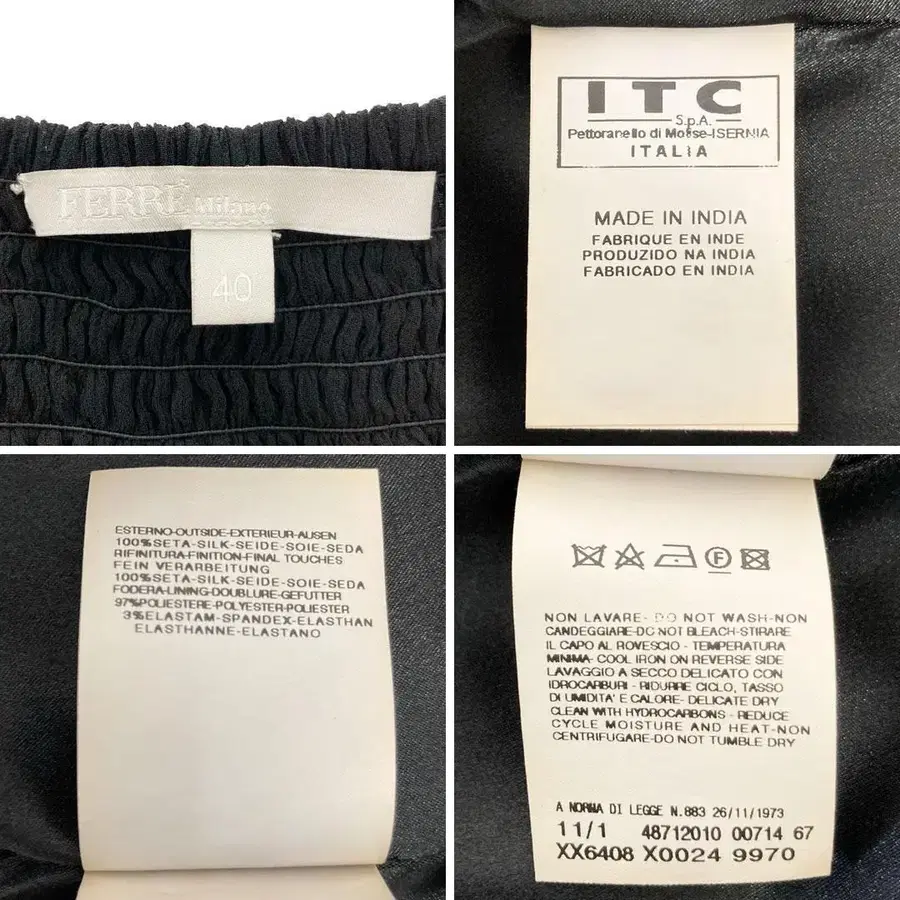 FERRÉ Milano
40
ITC
S.p.A.
Pettoranello di Molise-ISERNIA
ITALIA
MADE IN INDIA
FABRIQUE EN INDE
PRODUZIDO NA INDIA
FABRICADO EN INDIA
ESTERNO-OUTSIDE-EXTERIEUR-AUSEN
100%SETA-SILK-SEIDE-SOIE-SEDA
RIFINITURA-FINITION-FINAL TOUCHES
FEIN VERARBEITUNG
100%SETA-SILK-SEIDE-SOIE-SEDA
FODERA-LINING-DOUBLURE-GEFUTTER
97%POLIESTERE-POLYESTER-POLIESTER
3%ELASTAM-SPANDEX-ELASTHAN
ELASTHANNE-ELASTANO
F
NON LAVARE- DO NOT WASH-NON
CANDEGGIARE-DO NOT BLEACH-STIRARE
IL CAPO AL ROVESCIO - TEMPERATURA
MINIMA- COOL IRON ON REVERSE SIDE
LAVAGGIO A SECCO DELICATO CON
IDROCARBURI - RIDURRE CICLO, TASSO
DI UMIDITA' E CALORE- DELICATE DRY
CLEAN WITH HYDROCARBONS - REDUCE
CYCLE MOISTURE AND HEAT-NON
CENTRIFUGARE-DO NOT TUMBLE DRY
A NORMA DI LEGGE N.883 26/11/1973
11/1 48712010 00714 67
XX6408 X0024 9970